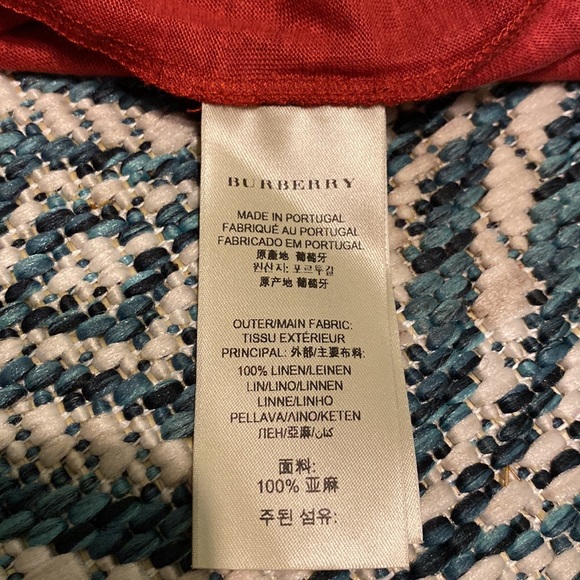 BURBERRY
MADE IN PORTUGAL
FABRIQUÉ AU PORTUGAL
FABRICADO EM PORTUGAL
原產地 葡萄牙
원산지: 포르투갈
原产地 葡萄牙
OUTER/MAIN FABRIC:
TISSU EXTÉRIEUR
PRINCIPAL: 外部/主要布料:
100% LINEN/LEINEN
LIN/LINO/LINNEN
LINNE/LINHO
PELLAVA/ΛΙΝΟ/KETEN
ЛЕН/亞麻/كتان
面料:
100% 亚麻
주된 섬유: